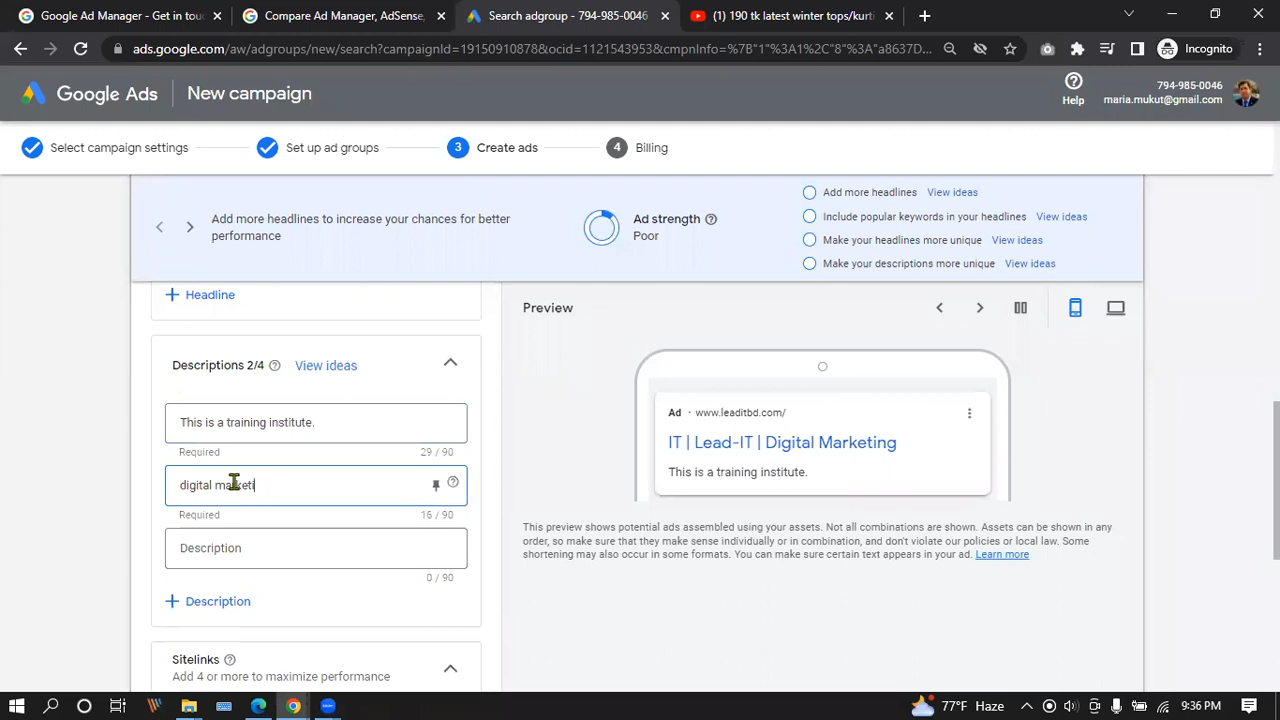 Google Ad Manager - Get in touc
Compare Ad Manager, AdSense,
Search adgroup - 794-985-0046
(1) 190 tk latest winter tops/kurti
ads.google.com/aw/adgroups/new/search?campaignId=19150910878&ocid=1121543953&cmpnInfo=%7B"1"%3A1%2C"8"%3A"a8637D...
Incognito
Google Ads
New campaign
Help
794-985-0046
maria.mukut@gmail.com
Select campaign settings
Set up ad groups
3 Create ads
4 Billing
Add more headlines to increase your chances for better
performance
Ad strength
Poor
Add more headlines View ideas
Include popular keywords in your headlines View ideas
Make your headlines more unique View ideas
Make your descriptions more unique View ideas
+ Headline
Preview
Descriptions 2/4 View ideas
This is a training institute.
Required 29 / 90
digital marketi
Required 15 / 90
Description
0 / 90
+ Description
Sitelinks
Add 4 or more to maximize performance
Ad · www.leaditbd.com/
IT | Lead-IT | Digital Marketing
This is a training institute.
This preview shows potential ads assembled using your assets. Not all combinations are shown. Assets can be shown in any
order, so make sure that they make sense individually or in combination, and don't violate our policies or local law. Some
shortening may also occur in some formats. You can make sure certain text appears in your ad. Learn more
77°F Haze
9:36 PM